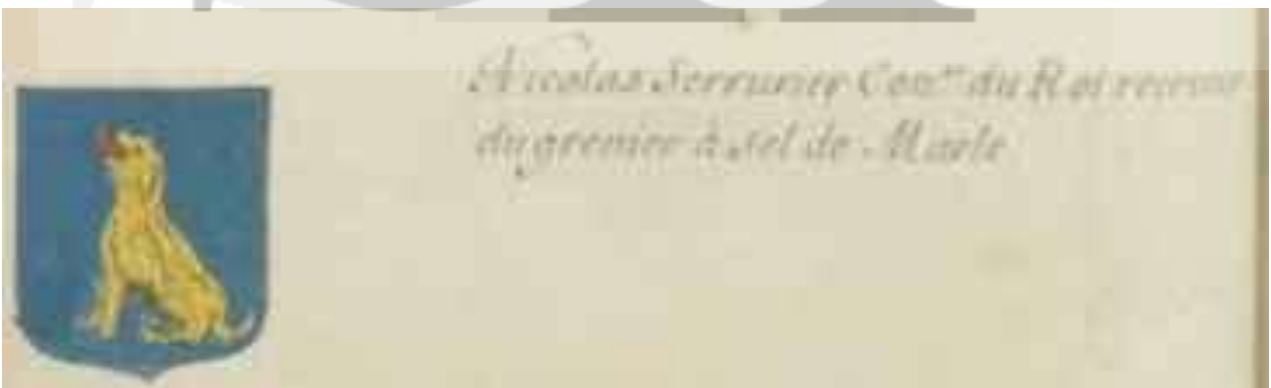 Nicolas Serrurier Con.er du Roi receveur
du grenier à sel de Marle